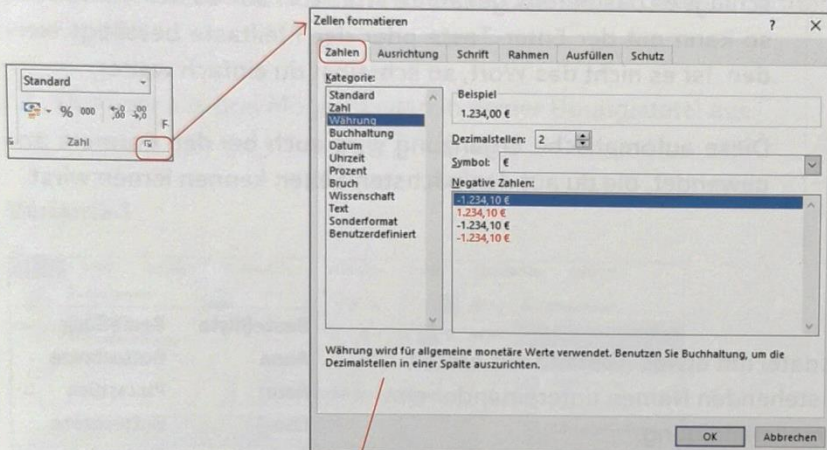 Standard
% 000
F
Zahl
Zellen formatieren
? ×
Zahlen Ausrichtung Schrift Rahmen Ausfüllen Schutz
Kategorie:
Standard
Zahl
Währung
Buchhaltung
Datum
Uhrzeit
Prozent
Bruch
Wissenschaft
Text
Sonderformat
Benutzerdefiniert
Beispiel
1.234,00 €
Dezimalstellen: 2
Symbol: €
Negative Zahlen:
-1.234,10 €
1.234,10 €
-1.234,10 €
-1.234,10 €
Währung wird für allgemeine monetäre Werte verwendet. Benutzen Sie Buchhaltung, um die
Dezimalstellen in einer Spalte auszurichten.
OK Abbrechen